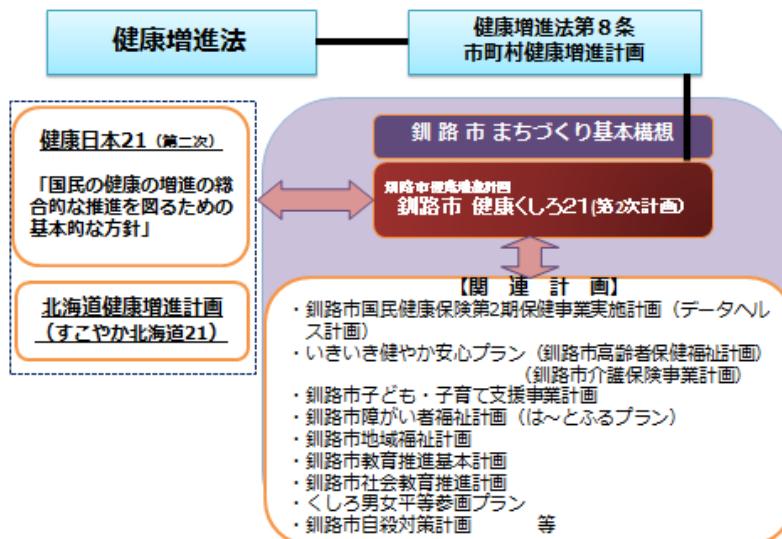 健康増進法
健康増進法第８条
市町村健康増進計画
健康日本21（第二次）
「国民の健康の増進の総
合的な推進を図るための
基本的な方針」
北海道健康増進計画
（すこやか北海道21）
釧 路 市 まちづくり基本構想
釧路市健康増進計画
釧路市 健康くしろ21(第2次計画)
【関 連 計 画】
・釧路市国民健康保険第2期保健事業実施計画（データヘル
ス計画）
・いきいき健やか安心プラン（釧路市高齢者保健福祉計画）
（釧路市介護保険事業計画）
・釧路市子ども・子育て支援事業計画
・釧路市障がい者福祉計画（は～とふるプラン）
・釧路市地域福祉計画
・釧路市教育推進基本計画
・釧路市社会教育推進計画
・くしろ男女平等参画プラン
・釧路市自殺対策計画　　　等